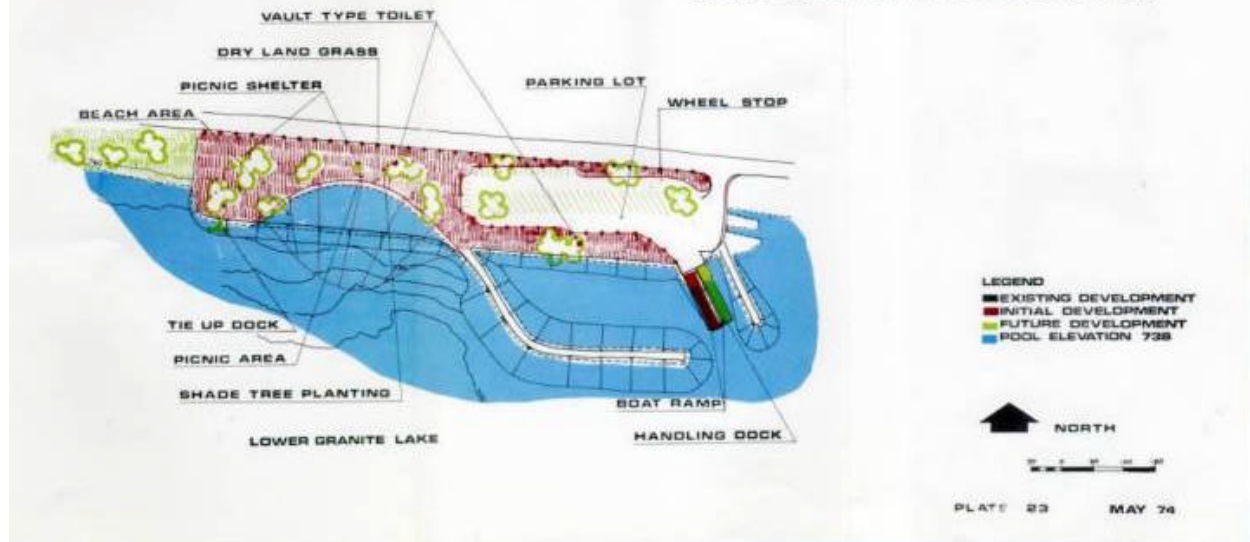 VAULT TYPE TOILET
DRY LAND GRASS
PICNIC SHELTER
PARKING LOT
BEACH AREA
WHEEL STOP
TIE UP DOCK
PICNIC AREA
SHADE TREE PLANTING
BOAT RAMP
LOWER GRANITE LAKE
HANDLING DOCK
LEGEND
EXISTING DEVELOPMENT
INITIAL DEVELOPMENT
FUTURE DEVELOPMENT
POOL ELEVATION 738
NORTH
PLATE 23 MAY 74